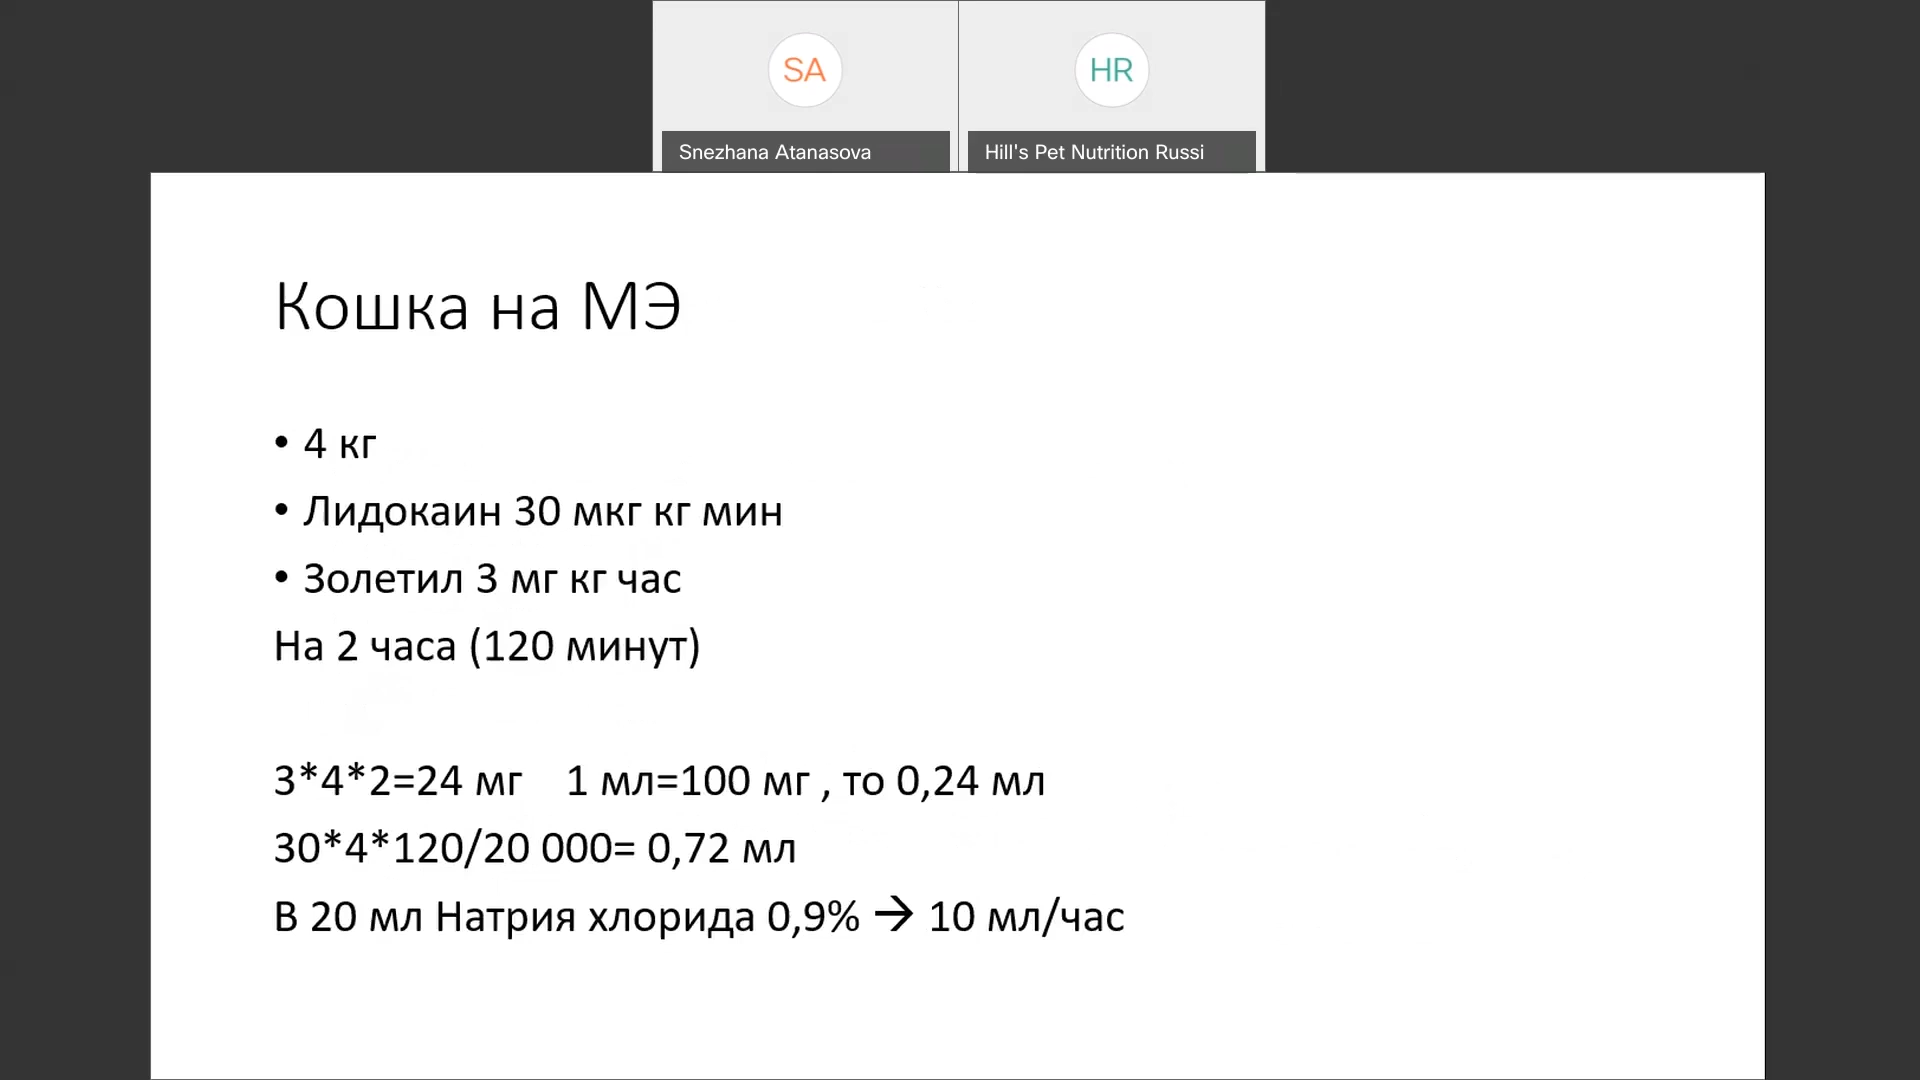 SA
HR
Snezhana Atanasova
Hill's Pet Nutrition Russi
Кошка на МЭ
• 4 кг
• Лидокаин 30 мкг кг мин
• Золетил 3 мг кг час
На 2 часа (120 минут)
3*4*2=24 мг 1 мл=100 мг , то 0,24 мл
30*4*120/20 000= 0,72 мл
В 20 мл Натрия хлорида 0,9% → 10 мл/час